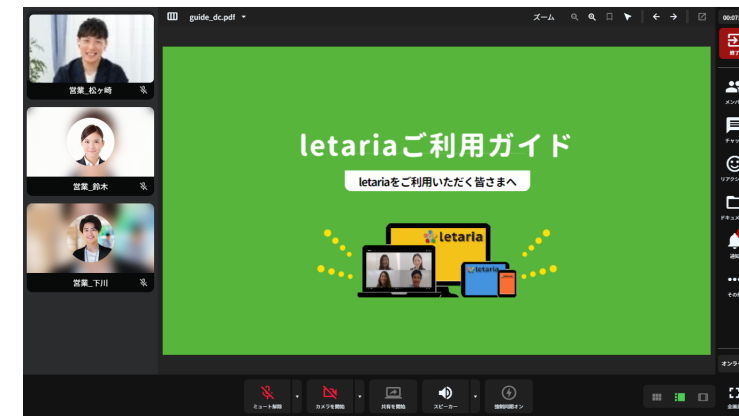 guide_dc.pdf
ズーム
終了
営業_松ヶ崎
営業_鈴木
営業_下川
letariaご利用ガイド
letariaをご利用いただく皆さまへ
letaria
letaria
ミュート解除
カメラを開始
共有を開始
スピーカー
強制同期オン